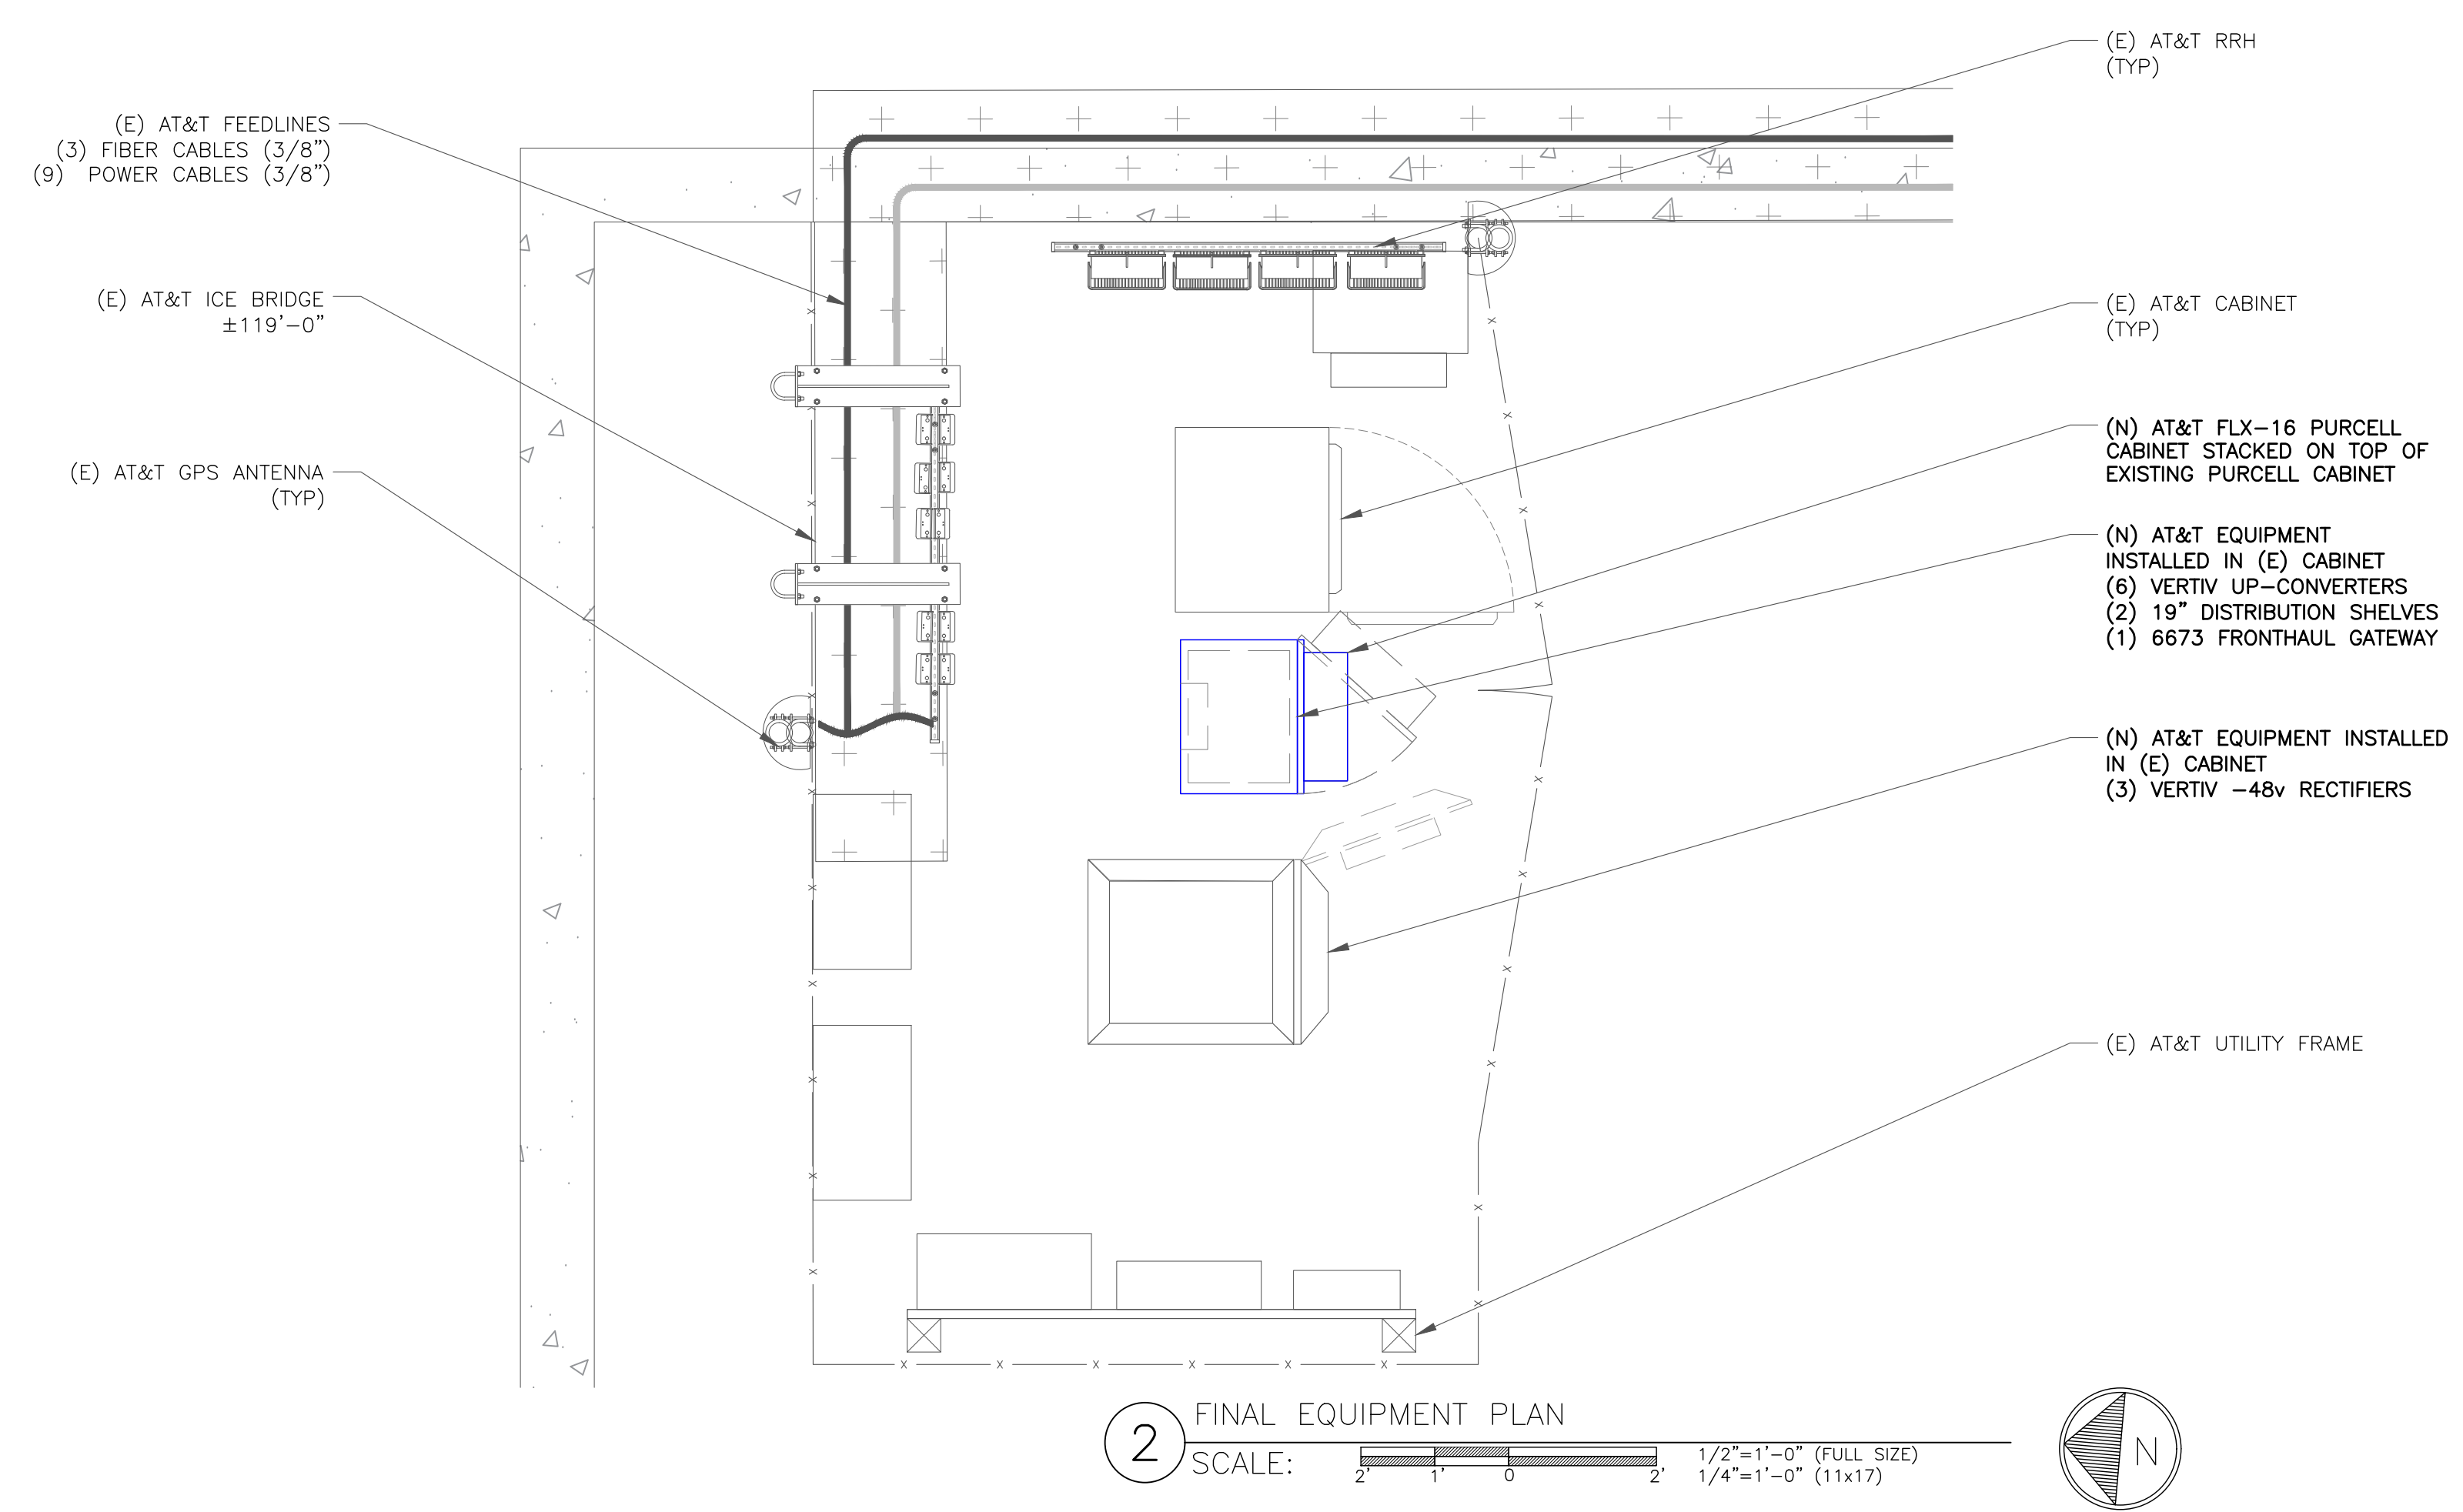 (E) AT&T RRH
(TYP)
(E) AT&T FEEDLINES
(3) FIBER CABLES (3/8")
(9) POWER CABLES (3/8")
(E) AT&T ICE BRIDGE
±119'-0"
(E) AT&T CABINET
(TYP)
(N) AT&T FLX-16 PURCELL
CABINET STACKED ON TOP OF
EXISTING PURCELL CABINET
(E) AT&T GPS ANTENNA
(TYP)
(N) AT&T EQUIPMENT
INSTALLED IN (E) CABINET
(6) VERTIV UP-CONVERTERS
(2) 19" DISTRIBUTION SHELVES
(1) 6673 FRONTHAUL GATEWAY
(N) AT&T EQUIPMENT INSTALLED
IN (E) CABINET
(3) VERTIV -48v RECTIFIERS
(E) AT&T UTILITY FRAME
2
FINAL EQUIPMENT PLAN
SCALE:
2' 1' 0 2'
1/2"=1'-0" (FULL SIZE)
1/4"=1'-0" (11x17)
N